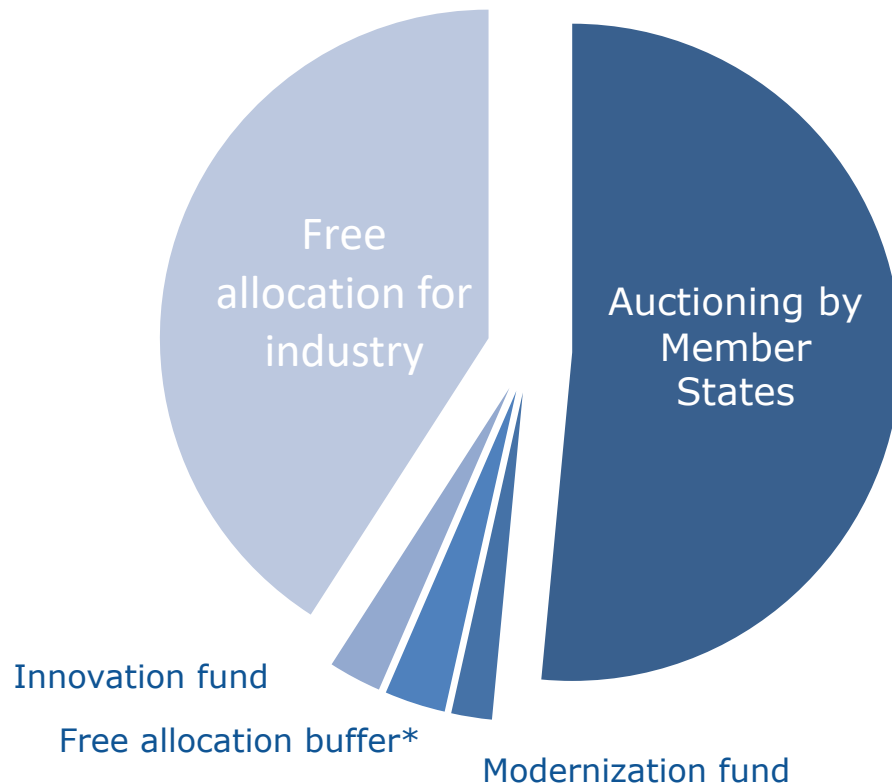 Free
allocation for
industry
Auctioning by
Member
States
Innovation fund
Free allocation buffer*
Modernization fund